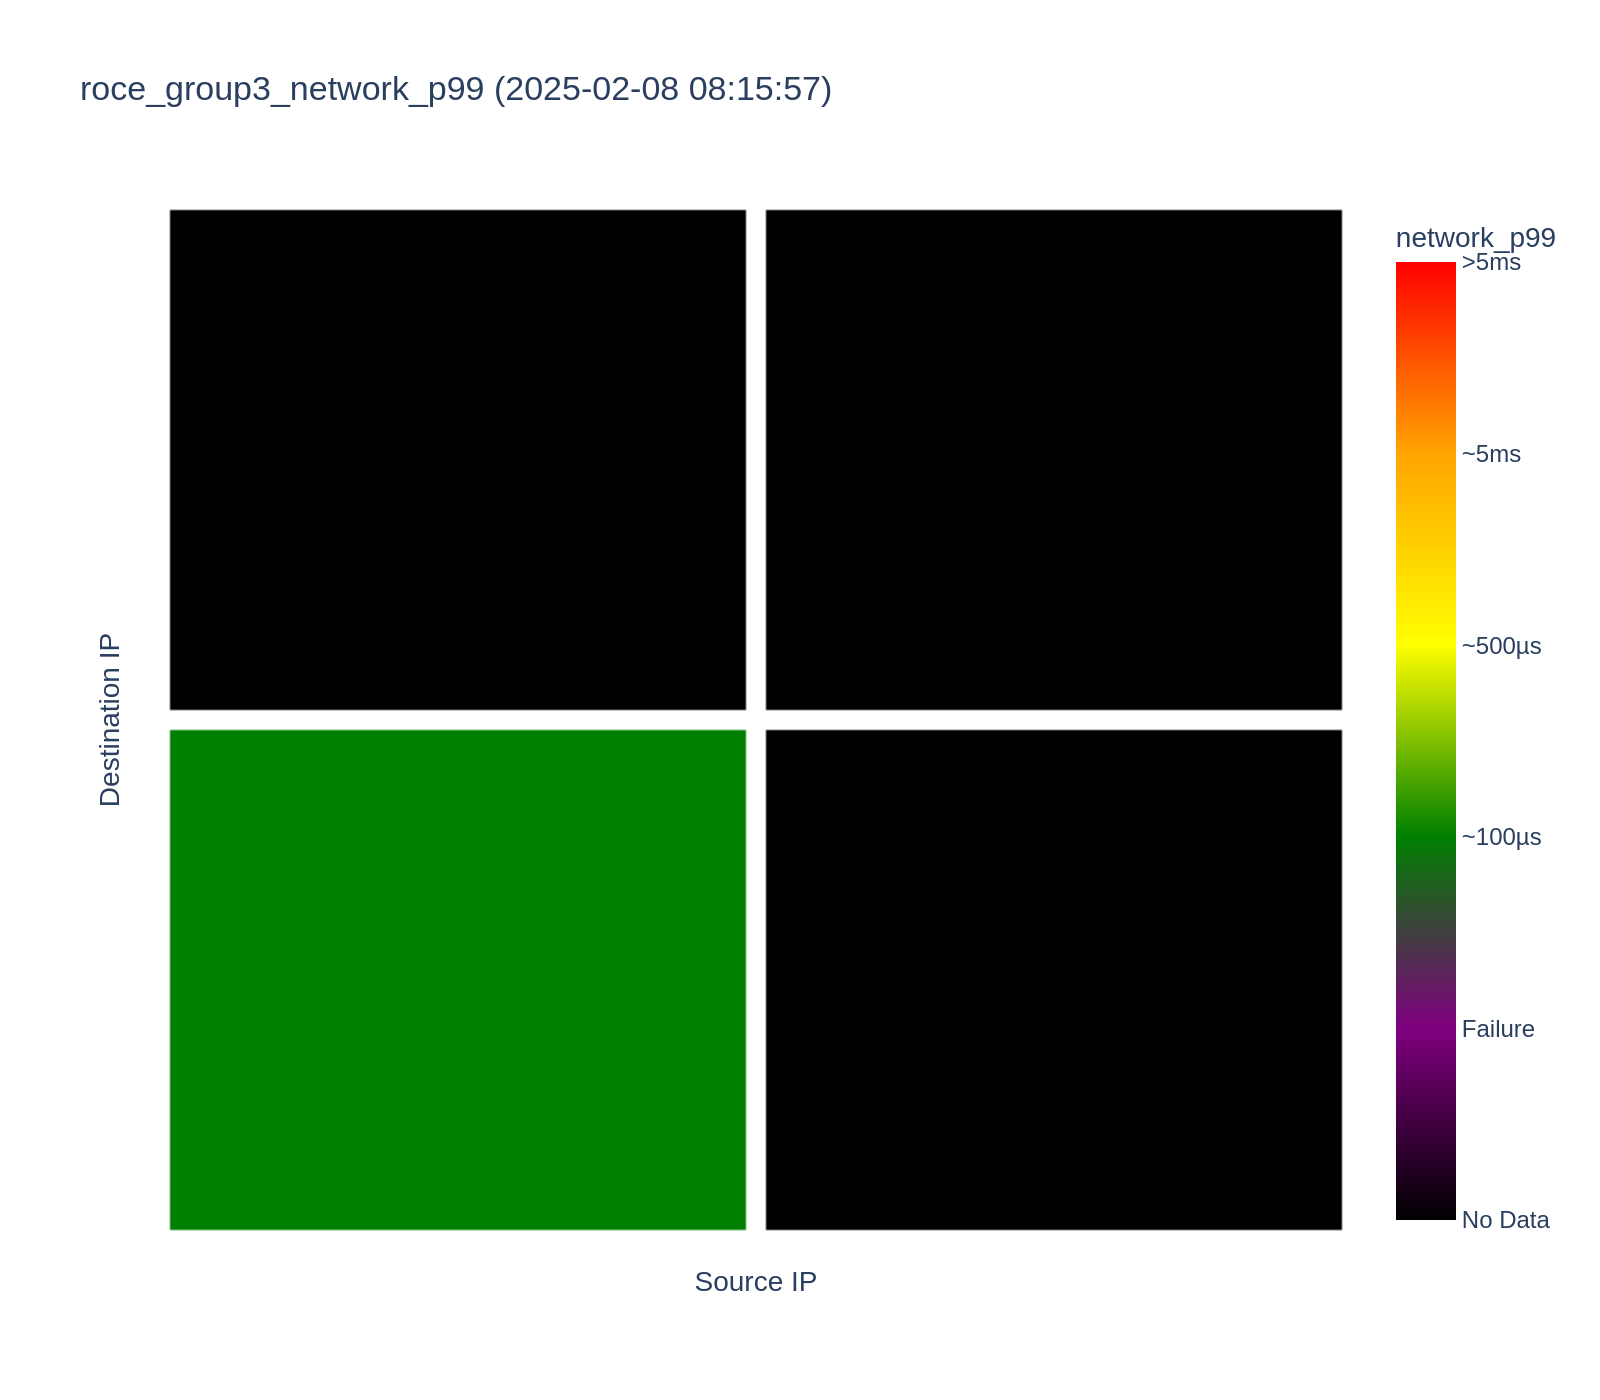 roce_group3_network_p99 (2025-02-08 08:15:57)
network_p99
>5ms
~5ms
~500µs
~100µs
Failure
No Data
Destination IP
Source IP